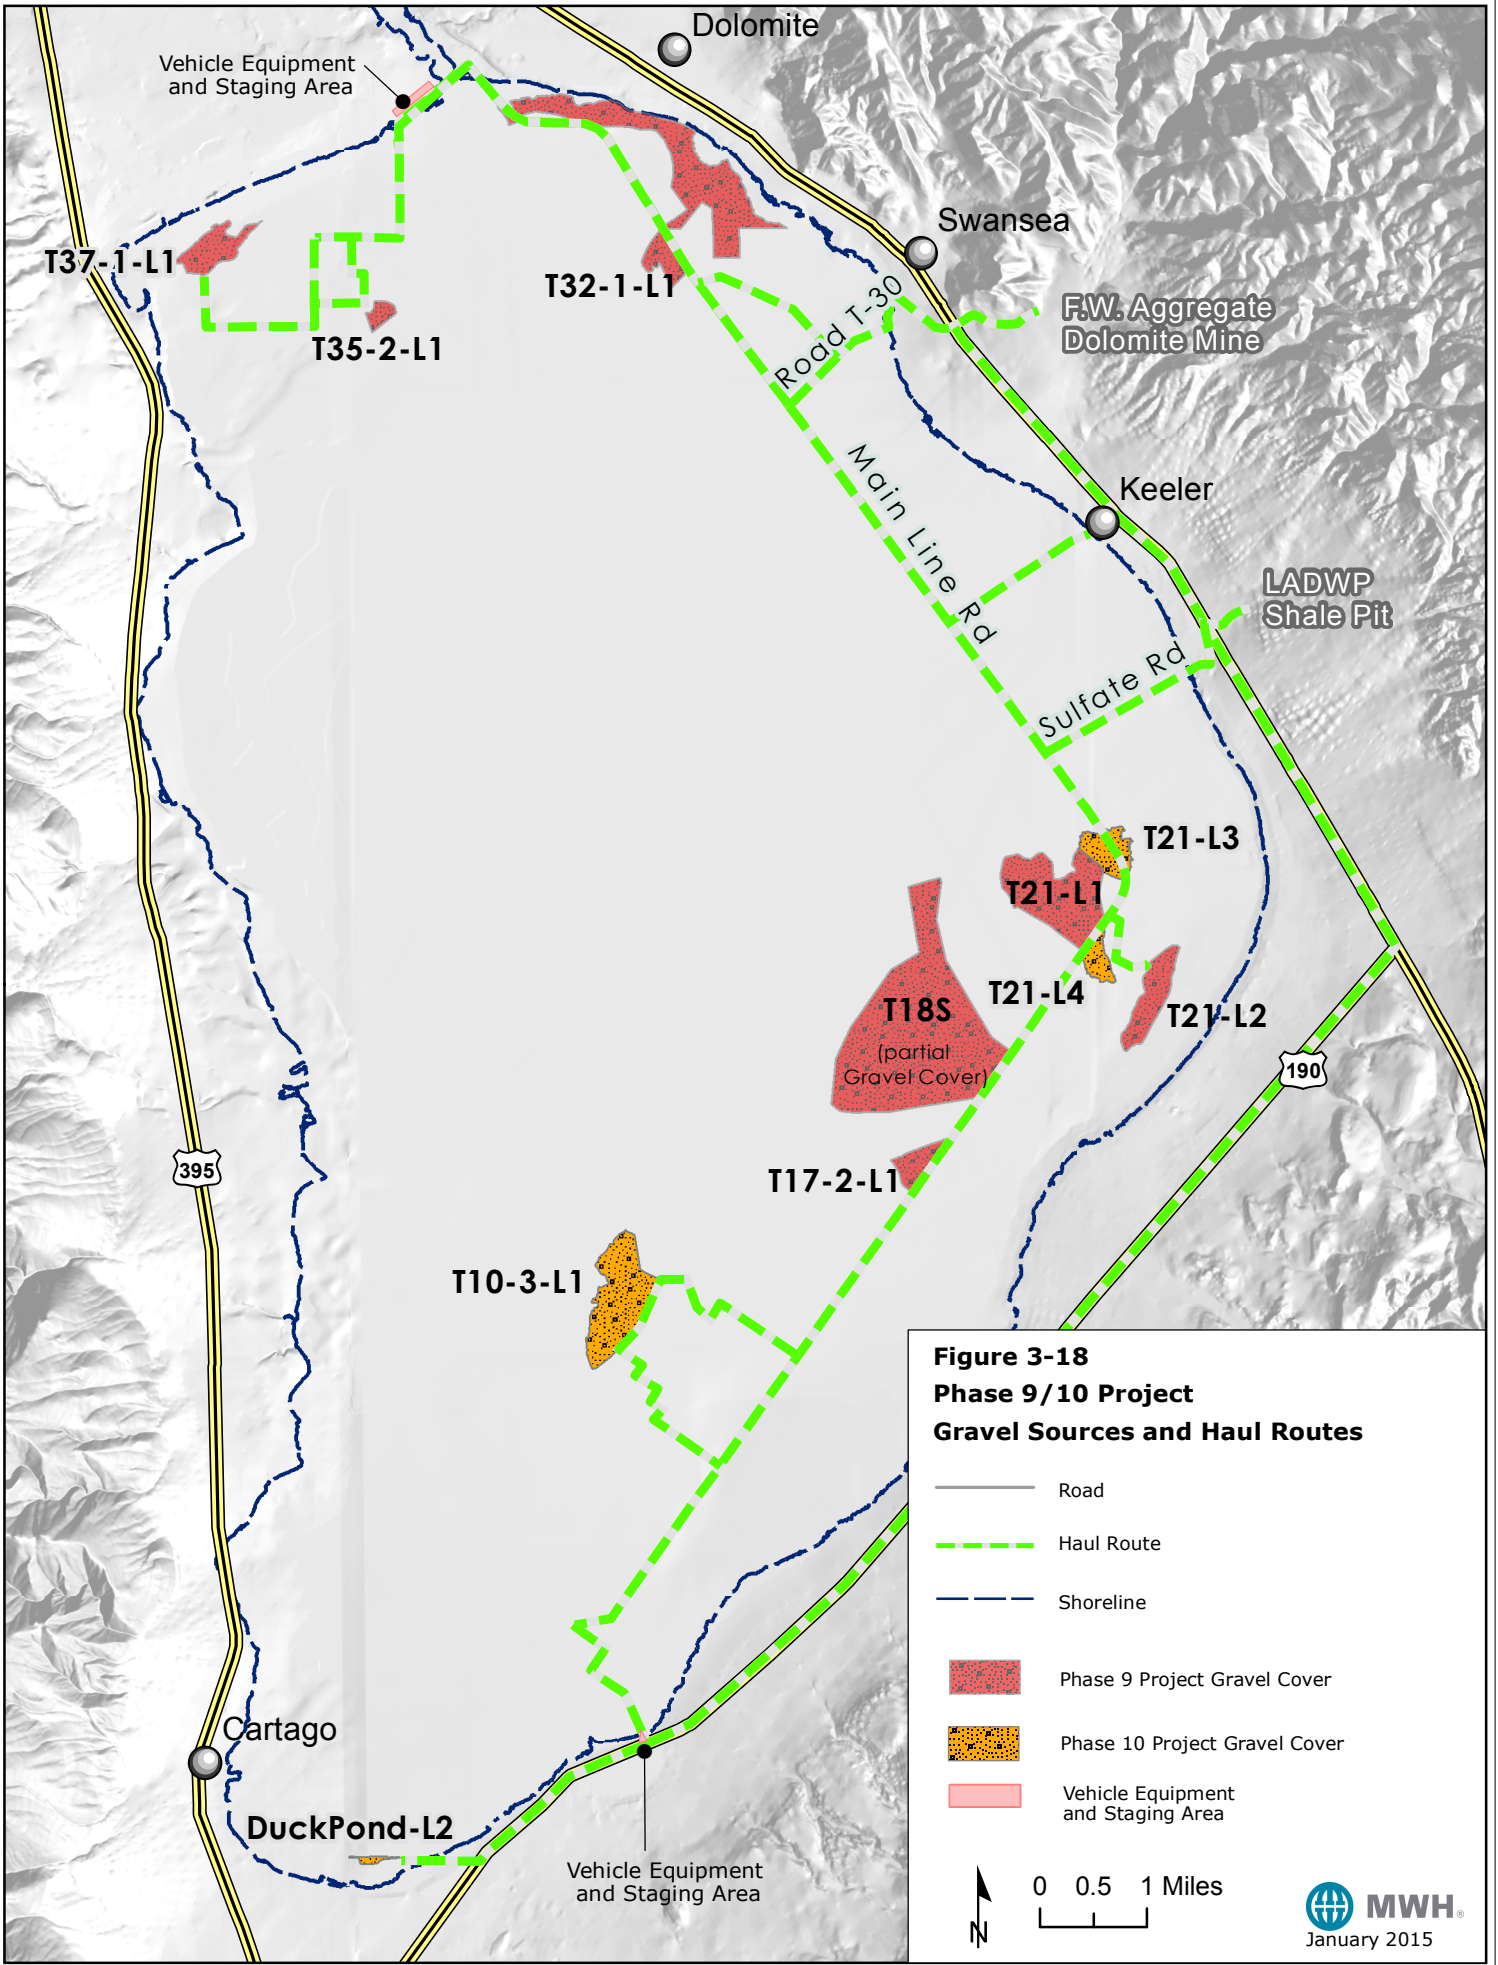 Dolomite
Vehicle Equipment
and Staging Area
Swansea
T37-1-L1
T32-1-L1
Road T-30
F.W. Aggregate
Dolomite Mine
T35-2-L1
Main Line Rd
Keeler
LADWP
Shale Pit
Sulfate Rd
T21-L3
T21-L1
T21-L4
T18S
(partial
Gravel Cover)
T21-L2
190
395
T17-2-L1
T10-3-L1
Cartago
DuckPond-L2
Vehicle Equipment
and Staging Area
Figure 3-18
Phase 9/10 Project
Gravel Sources and Haul Routes
Road
Haul Route
Shoreline
Phase 9 Project Gravel Cover
Phase 10 Project Gravel Cover
Vehicle Equipment
and Staging Area
N
0 0.5 1 Miles
MWH®
January 2015